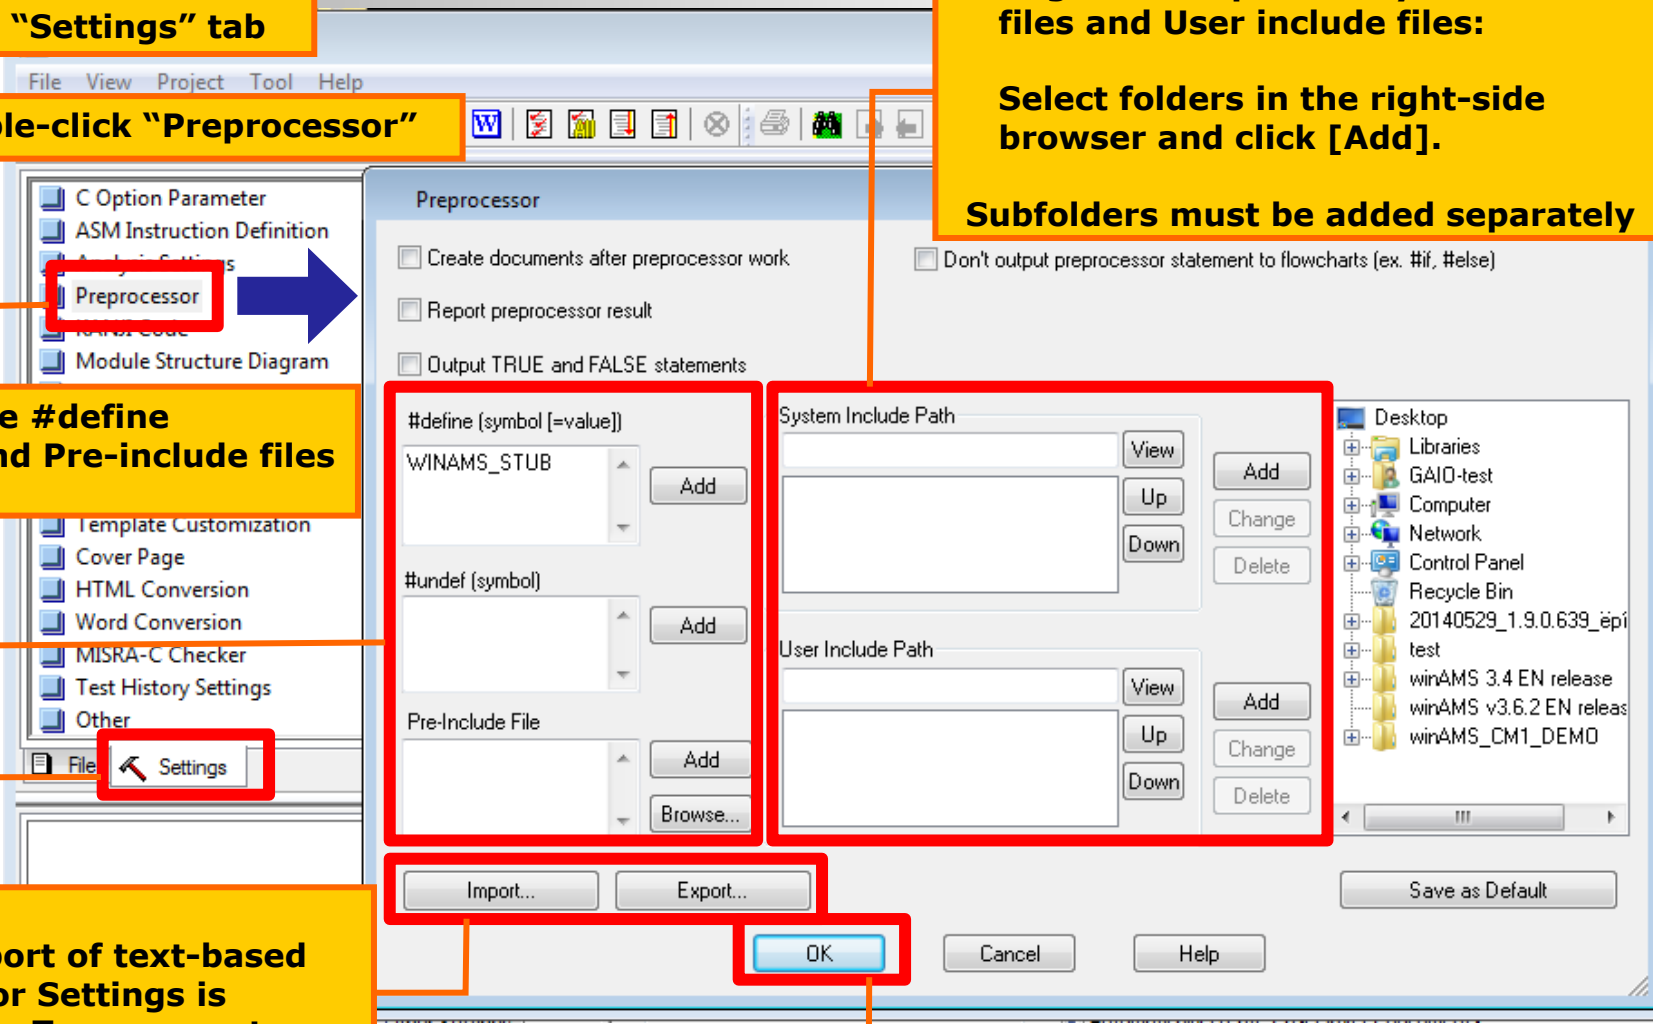 “Settings” tab
files and User include files:
Select folders in the right-side
browser and click [Add].
Subfolders must be added separately
File View Project Tool Help
“Preprocessor”
W
C Option Parameter
ASM Instruction Definition
Preprocessor
Module Structure Diagram
#define
Pre-include files
Template Customization
Cover Page
HTML Conversion
Word Conversion
MISRA-C Checker
Test History Settings
Other
File Settings
of text-based
Settings is
Preprocessor
Create documents after preprocessor work
Don't output preprocessor statement to flowcharts (ex. #if, #else)
Report preprocessor result
Output TRUE and FALSE statements
#define (symbol [=value])
WINAMS_STUB
Add
#undef (symbol)
Add
Pre-Include File
Add
Browse...
System Include Path
View
Up
Down
Add
Change
Delete
User Include Path
View
Up
Down
Add
Change
Delete
Desktop
Libraries
GAIO-test
Computer
Network
Control Panel
Recycle Bin
20140529_1.9.0.639_ëpí
test
winAMS 3.4 EN release
winAMS v3.6.2 EN releas
winAMS_CM1_DEMO
Import... Export...
Save as Default
OK Cancel Help